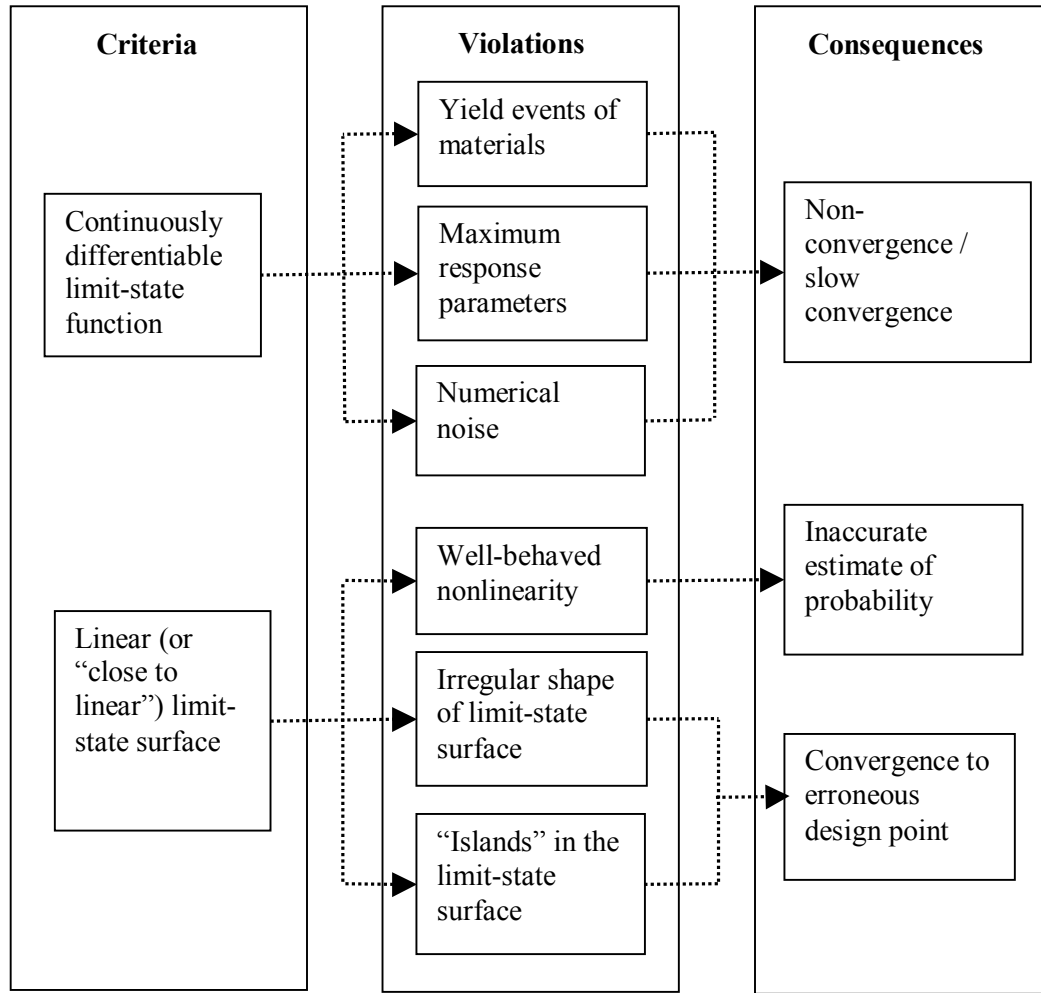 Criteria
Continuously
differentiable
limit-state
function
Linear (or
“close to
linear”) limit-
state surface
Violations
Yield events of
materials
Maximum
response
parameters
Numerical
noise
Well-behaved
nonlinearity
Irregular shape
of limit-state
surface
“Islands” in the
limit-state
surface
Consequences
Non-
convergence /
slow
convergence
Inaccurate
estimate of
probability
Convergence to
erroneous
design point